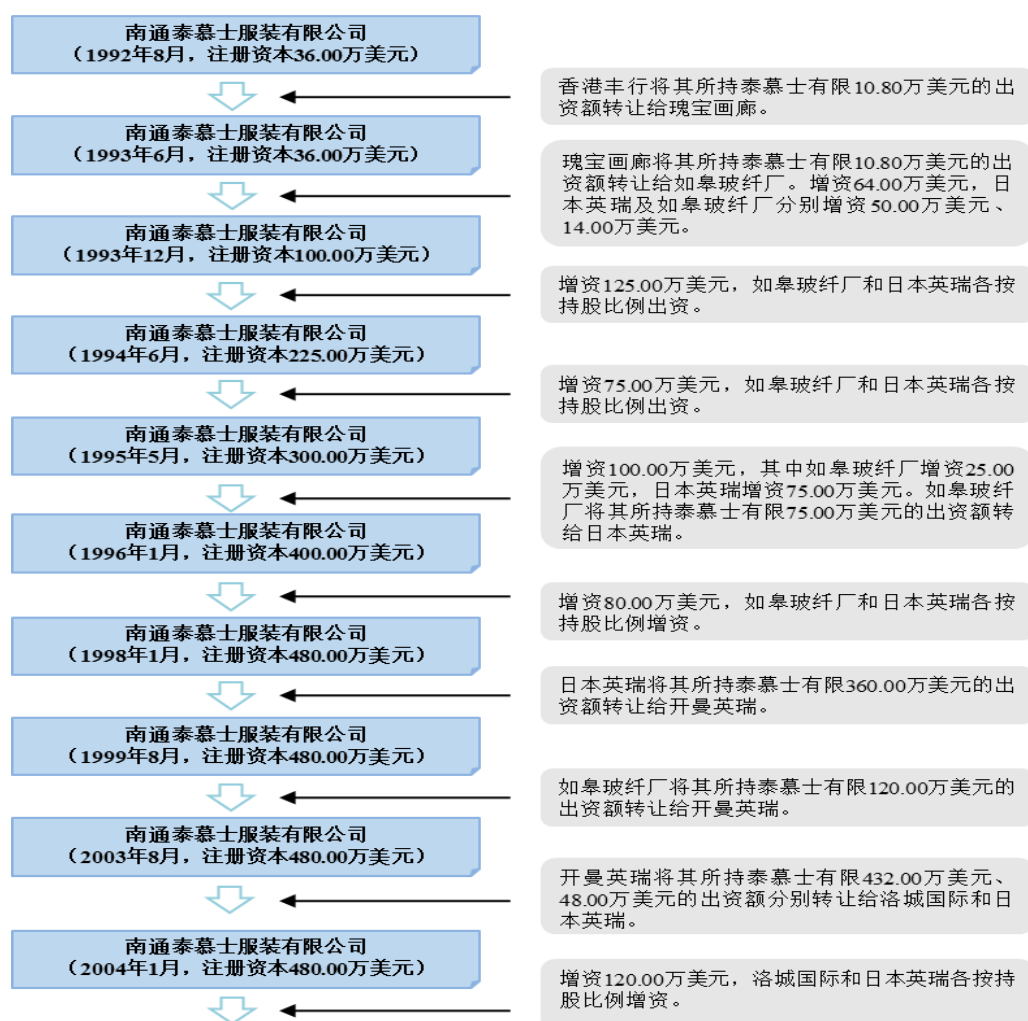 南通泰慕士服装有限公司
（1992年8月，注册资本36.00万美元）
香港丰行将其所持泰慕士有限10.80万美元的出
资额转让给瑰宝画廊。
南通泰慕士服装有限公司
（1993年6月，注册资本36.00万美元）
瑰宝画廊将其所持泰慕士有限10.80万美元的出
资额转让给如皋玻纤厂。增资64.00万美元，日
本英瑞及如皋玻纤厂分别增资50.00万美元、
14.00万美元。
南通泰慕士服装有限公司
（1993年12月，注册资本100.00万美元）
增资125.00万美元，如皋玻纤厂和日本英瑞各按
持股比例出资。
南通泰慕士服装有限公司
（1994年6月，注册资本225.00万美元）
增资75.00万美元，如皋玻纤厂和日本英瑞各按
持股比例出资。
南通泰慕士服装有限公司
（1995年5月，注册资本300.00万美元）
增资100.00万美元，其中如皋玻纤厂增资25.00
万美元，日本英瑞增资75.00万美元。如皋玻纤
厂将其所持泰慕士有限75.00万美元的出资额转
给日本英瑞。
南通泰慕士服装有限公司
（1996年1月，注册资本400.00万美元）
增资80.00万美元，如皋玻纤厂和日本英瑞各按
持股比例增资。
南通泰慕士服装有限公司
（1998年1月，注册资本480.00万美元）
日本英瑞将其所持泰慕士有限360.00万美元的出
资额转让给开曼英瑞。
南通泰慕士服装有限公司
（1999年8月，注册资本480.00万美元）
如皋玻纤厂将其所持泰慕士有限120.00万美元的
出资额转让给开曼英瑞。
南通泰慕士服装有限公司
（2003年8月，注册资本480.00万美元）
开曼英瑞将其所持泰慕士有限432.00万美元、
48.00万美元的出资额分别转让给洛城国际和日
本英瑞。
南通泰慕士服装有限公司
（2004年1月，注册资本480.00万美元）
增资120.00万美元，洛城国际和日本英瑞各按持
股比例增资。